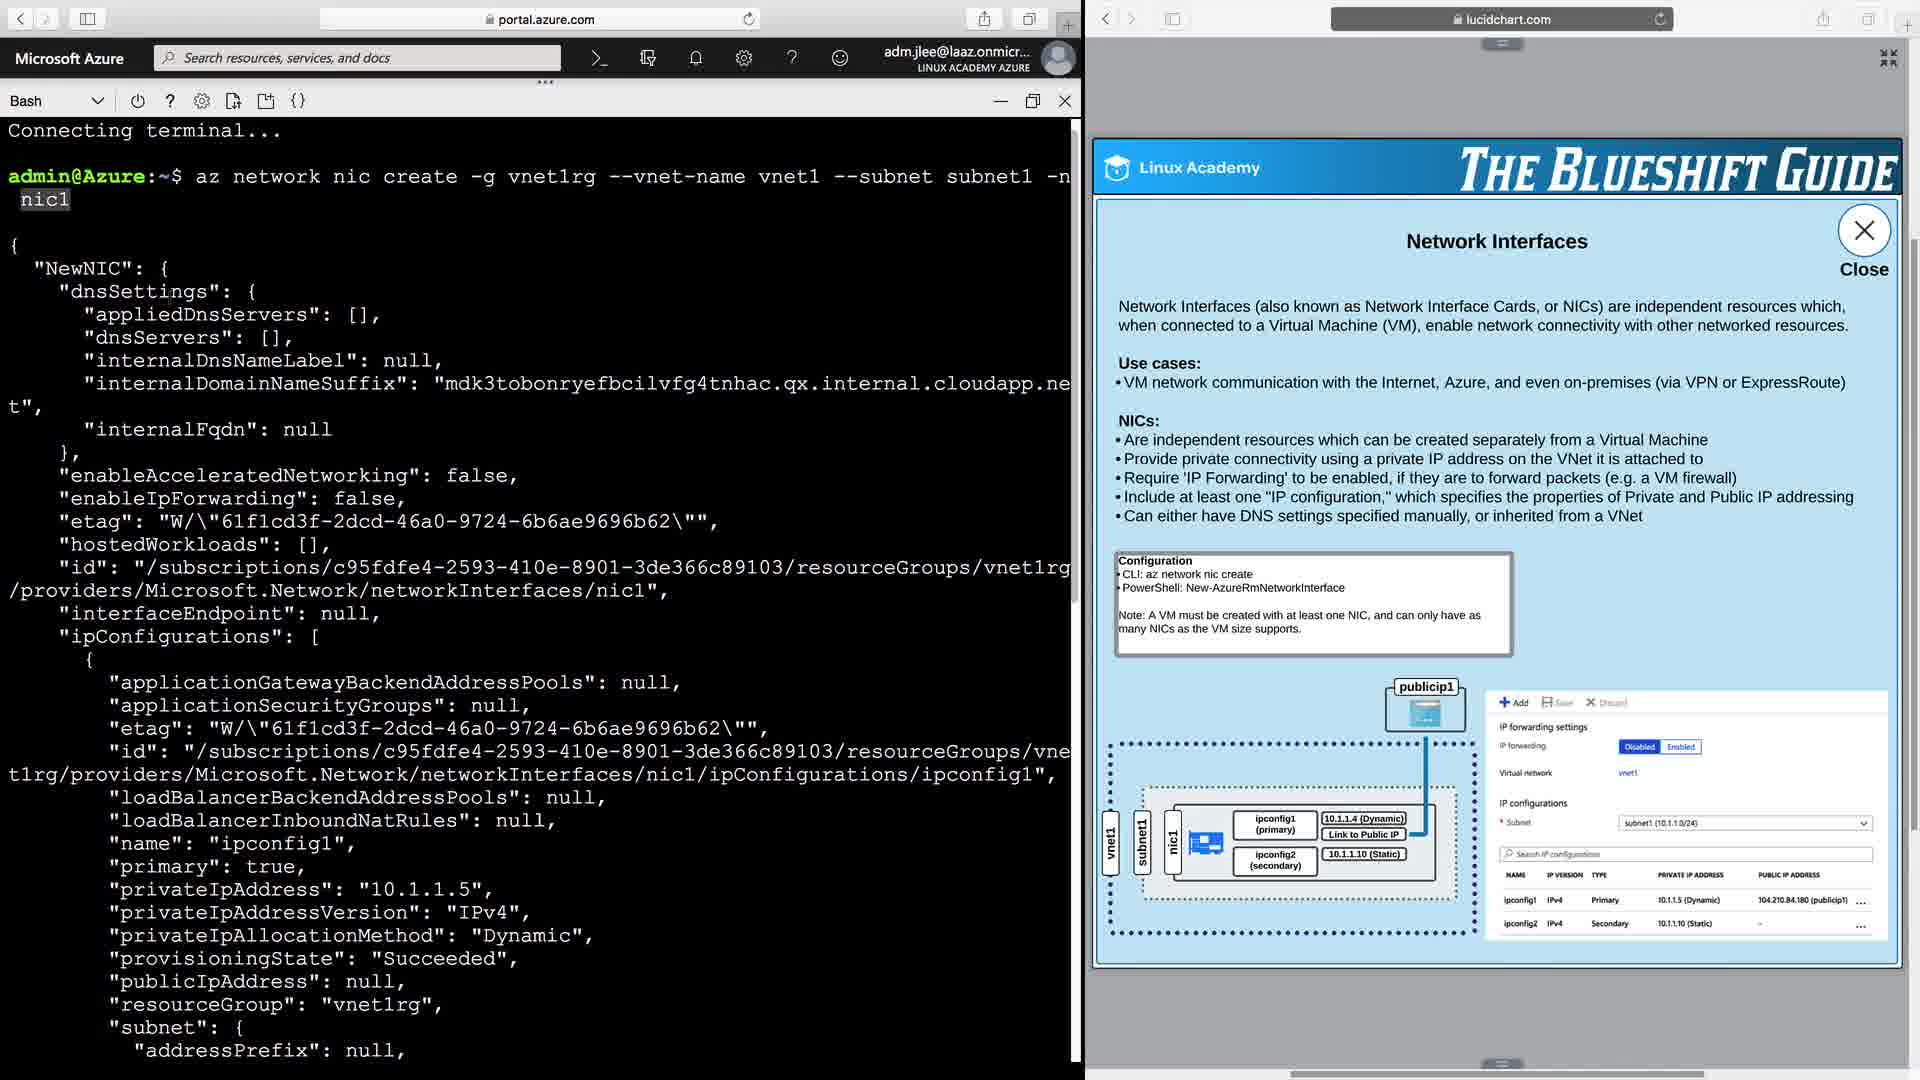 portal.azure.com
Microsoft Azure
Search resources, services, and docs
adm.jlee@laaz.onmicr...
LINUX ACADEMY AZURE
Bash
Connecting terminal...
admin@Azure:~$ az network nic create -g vnet1rg --vnet-name vnet1 --subnet subnet1 -n
nic1
{
"NewNIC": {
"dnsSettings": {
"appliedDnsServers": [],
"dnsServers": [],
"internalDnsNameLabel": null,
"internalDomainNameSuffix": "mdk3tobonryefbcilvfg4tnhac.qx.internal.cloudapp.ne
t",
"internalFqdn": null
},
"enableAcceleratedNetworking": false,
"enableIpForwarding": false,
"etag": "W/\"61f1cd3f-2dcd-46a0-9724-6b6ae9696b62\"",
"hostedWorkloads": [],
"id": "/subscriptions/c95fdfe4-2593-410e-8901-3de366c89103/resourceGroups/vnet1rg
/providers/Microsoft.Network/networkInterfaces/nic1",
"interfaceEndpoint": null,
"ipConfigurations": [
{
"applicationGatewayBackendAddressPools": null,
"applicationSecurityGroups": null,
"etag": "W/\"61f1cd3f-2dcd-46a0-9724-6b6ae9696b62\"",
"id": "/subscriptions/c95fdfe4-2593-410e-8901-3de366c89103/resourceGroups/vne
t1rg/providers/Microsoft.Network/networkInterfaces/nic1/ipConfigurations/ipconfig1",
"loadBalancerBackendAddressPools": null,
"loadBalancerInboundNatRules": null,
"name": "ipconfig1",
"primary": true,
"privateIpAddress": "10.1.1.5",
"privateIpAddressVersion": "IPv4",
"privateIpAllocationMethod": "Dynamic",
"provisioningState": "Succeeded",
"publicIpAddress": null,
"resourceGroup": "vnet1rg",
"subnet": {
"addressPrefix": null,
lucidchart.com
Linux Academy
THE BLUESHIFT GUIDE
Network Interfaces
Close
Network Interfaces (also known as Network Interface Cards, or NICs) are independent resources which,
when connected to a Virtual Machine (VM), enable network connectivity with other networked resources.
Use cases:
• VM network communication with the Internet, Azure, and even on-premises (via VPN or ExpressRoute)
NICs:
• Are independent resources which can be created separately from a Virtual Machine
• Provide private connectivity using a private IP address on the VNet it is attached to
• Require 'IP Forwarding' to be enabled, if they are to forward packets (e.g. a VM firewall)
• Include at least one "IP configuration," which specifies the properties of Private and Public IP addressing
• Can either have DNS settings specified manually, or inherited from a VNet
Configuration
• CLI: az network nic create
• PowerShell: New-AzureRmNetworkInterface
Note: A VM must be created with at least one NIC, and can only have as
many NICs as the VM size supports.
publicip1
vnet1
subnet1
nic1
ipconfig1
(primary)
10.1.1.4 (Dynamic)
Link to Public IP
ipconfig2
(secondary)
10.1.1.10 (Static)
Add Save Discard
IP forwarding settings
IP forwarding Disabled Enabled
Virtual network vnet1
IP configurations
* Subnet subnet1 (10.1.1.0/24)
Search IP configurations
NAME IP VERSION TYPE PRIVATE IP ADDRESS PUBLIC IP ADDRESS
ipconfig1 IPv4 Primary 10.1.1.5 (Dynamic) 104.210.84.180 (publicip1) ...
ipconfig2 IPv4 Secondary 10.1.1.10 (Static) - ...